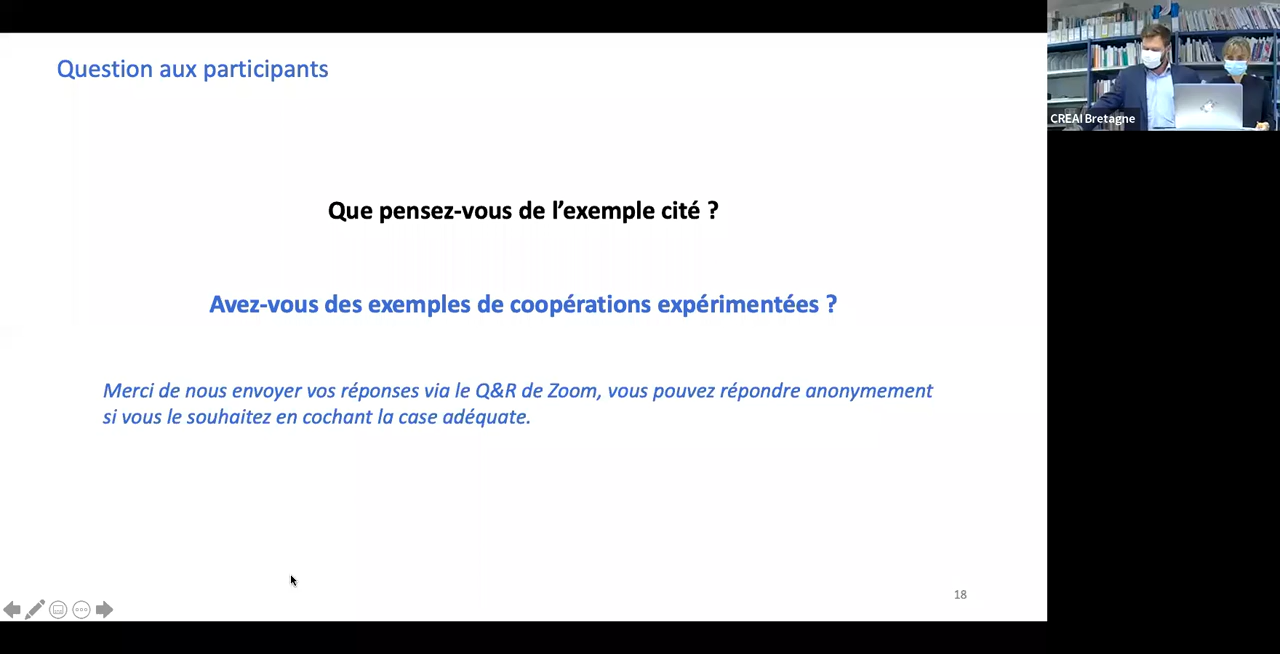 Question aux participants
CREAI Bretagne
Que pensez-vous de l’exemple cité ?
Avez-vous des exemples de coopérations expérimentées ?
Merci de nous envoyer vos réponses via le Q&R de Zoom, vous pouvez répondre anonymement
si vous le souhaitez en cochant la case adéquate.
18